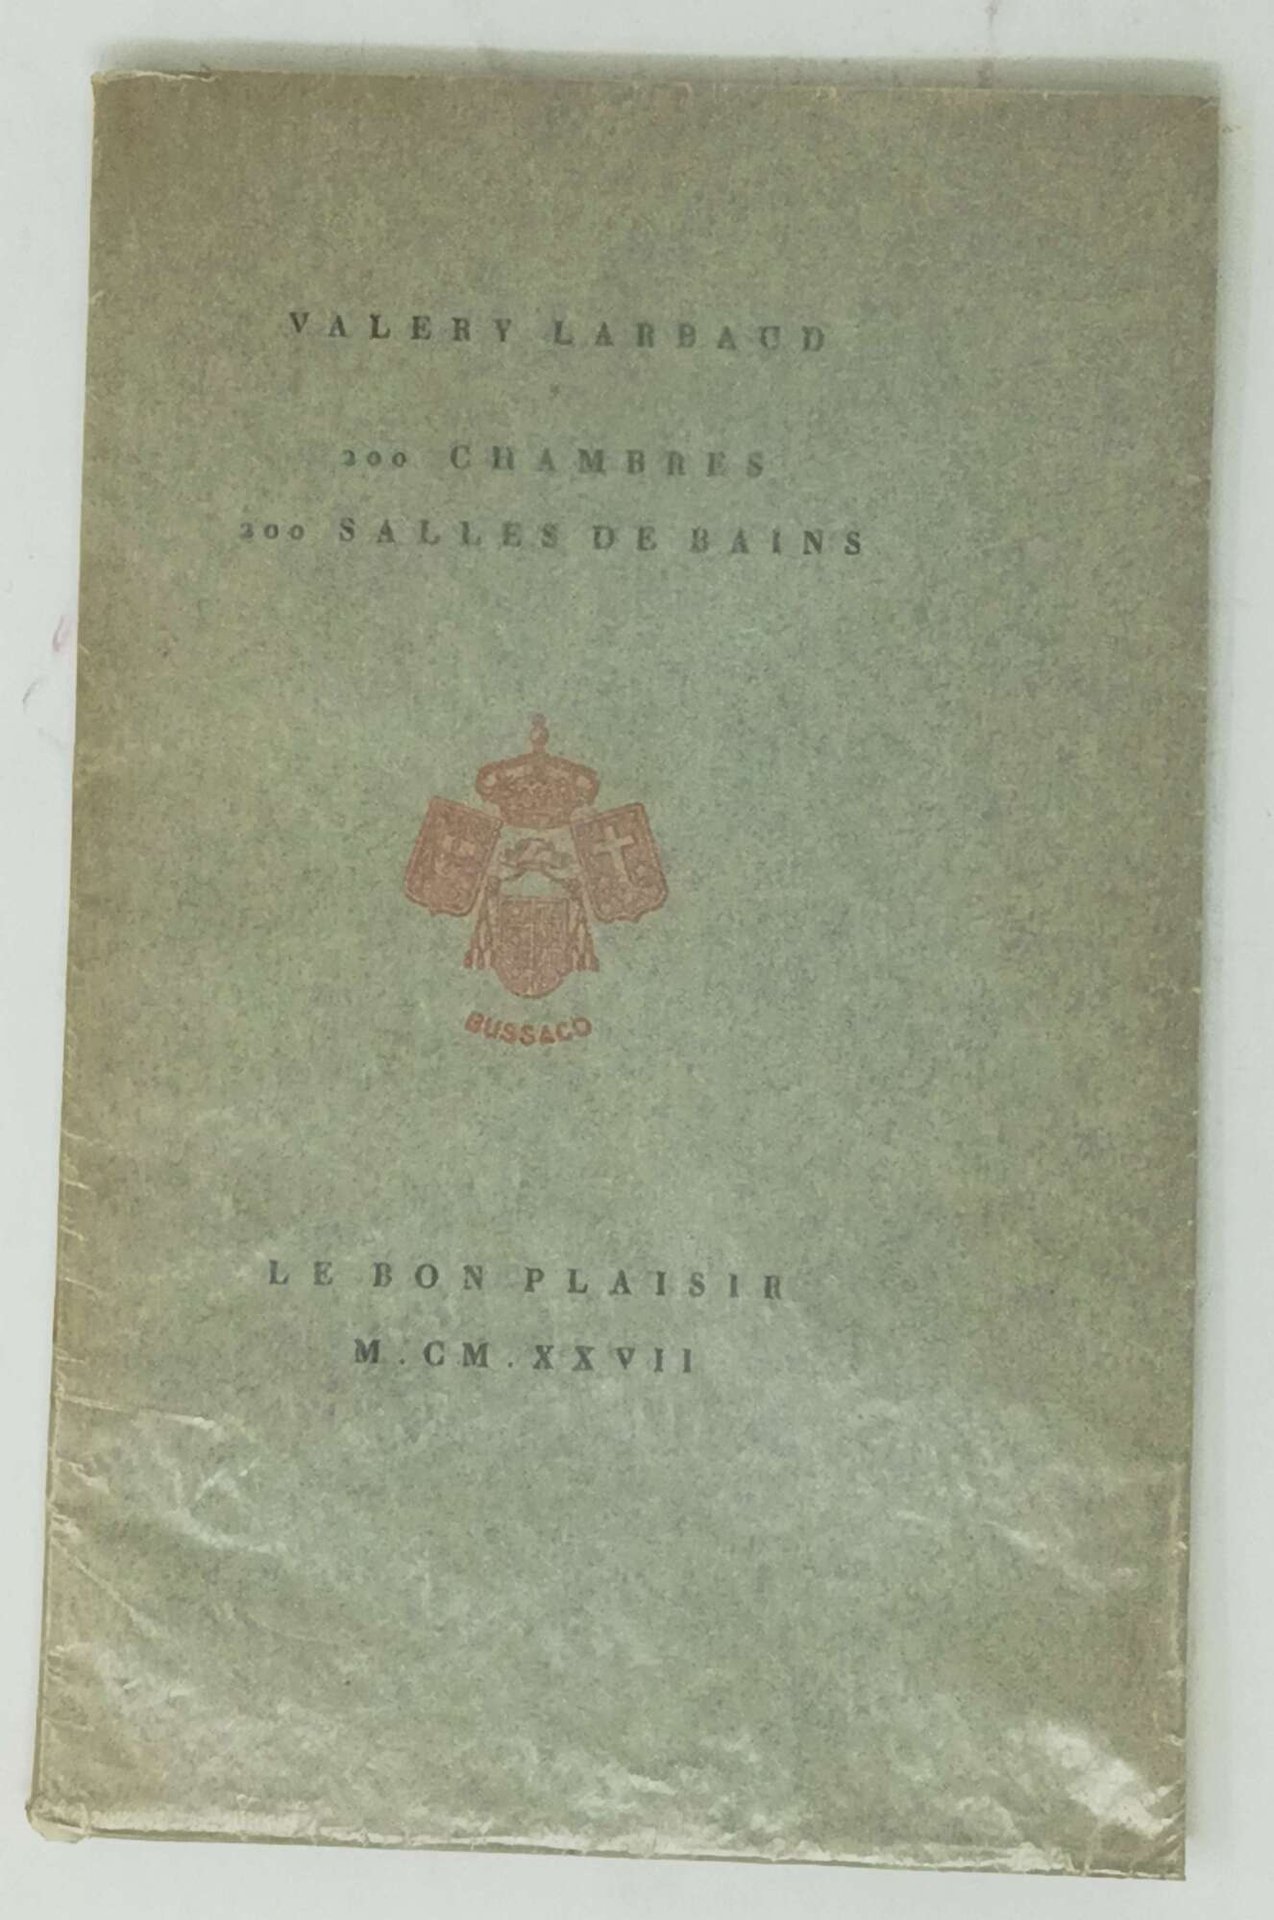 VALERY LARBAUD
200 CHAMBRES
200 SALLES DE BAINS
BUSSACO
LE BON PLAISIR
M.CM.XXVII